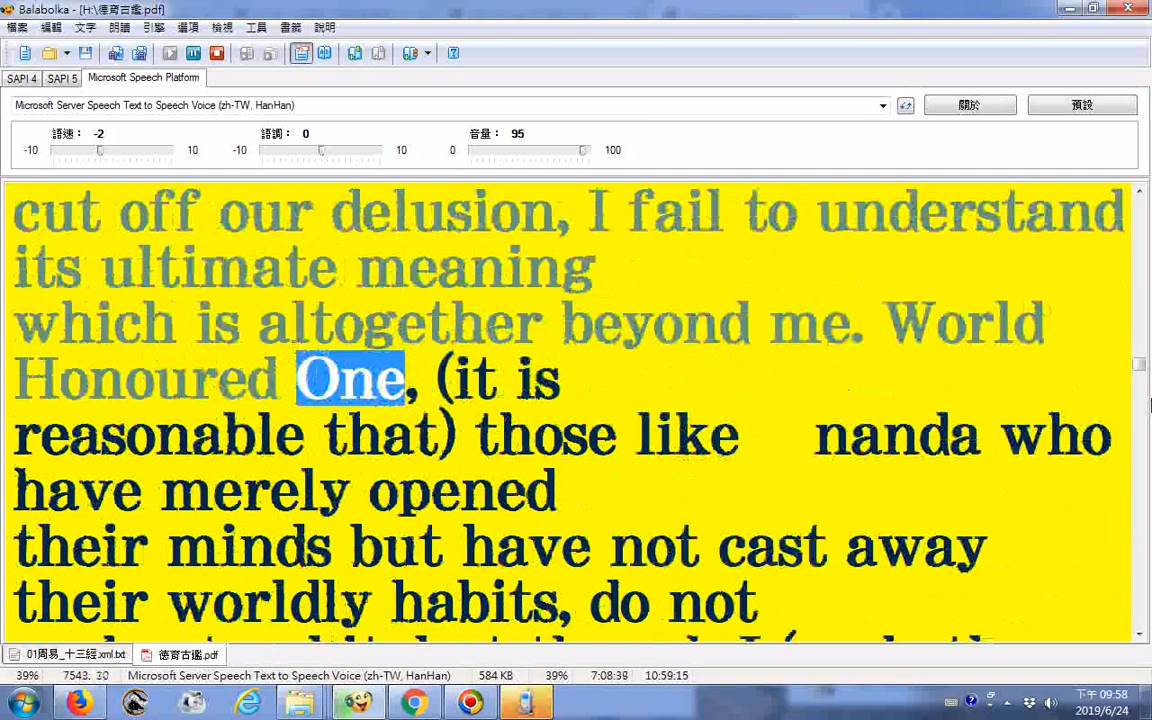 Balabolka - [H:\德育古鑑.pdf]
檔案 編輯 文字 朗讀 引擎 選項 檢視 工具 書籤 說明
SAPI 4 SAPI 5 Microsoft Speech Platform
Microsoft Server Speech Text to Speech Voice (zh-TW, HanHan) 關於 預設
語速： -2 語調： 0 音量： 95
-10 10 -10 10 0 100
cut off our delusion, I fail to understand
its ultimate meaning
which is altogether beyond me. World
Honoured One, (it is
reasonable that) those like nanda who
have merely opened
their minds but have not cast away
their worldly habits, do not
01周易_十三經.xml.txt 德育古鑑.pdf
39% 7543: 30 Microsoft Server Speech Text to Speech Voice (zh-TW, HanHan) 584 KB 39% 7:08:38 10:59:15
下午 09:58
2019/6/24